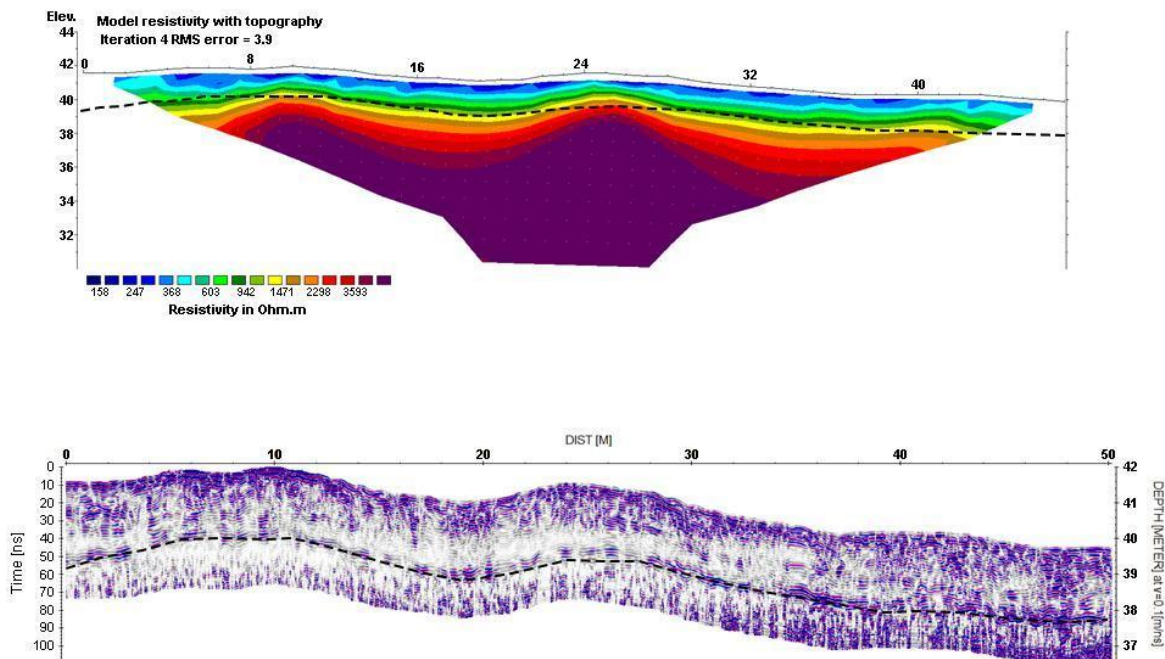 Elev.
Model resistivity with topography
Iteration 4 RMS error = 3.9
44
42
40
38
36
34
32
0 8 16 24 32 40
158 247 368 603 942 1471 2298 3593
Resistivity in Ohm.m
DIST [M]
0 10 20 30 40 50
Time [ns]
0
10
20
30
40
50
60
70
80
90
100
42
41
40
39
38
37
DEPTH [METER] at v=0.1[m/ns]